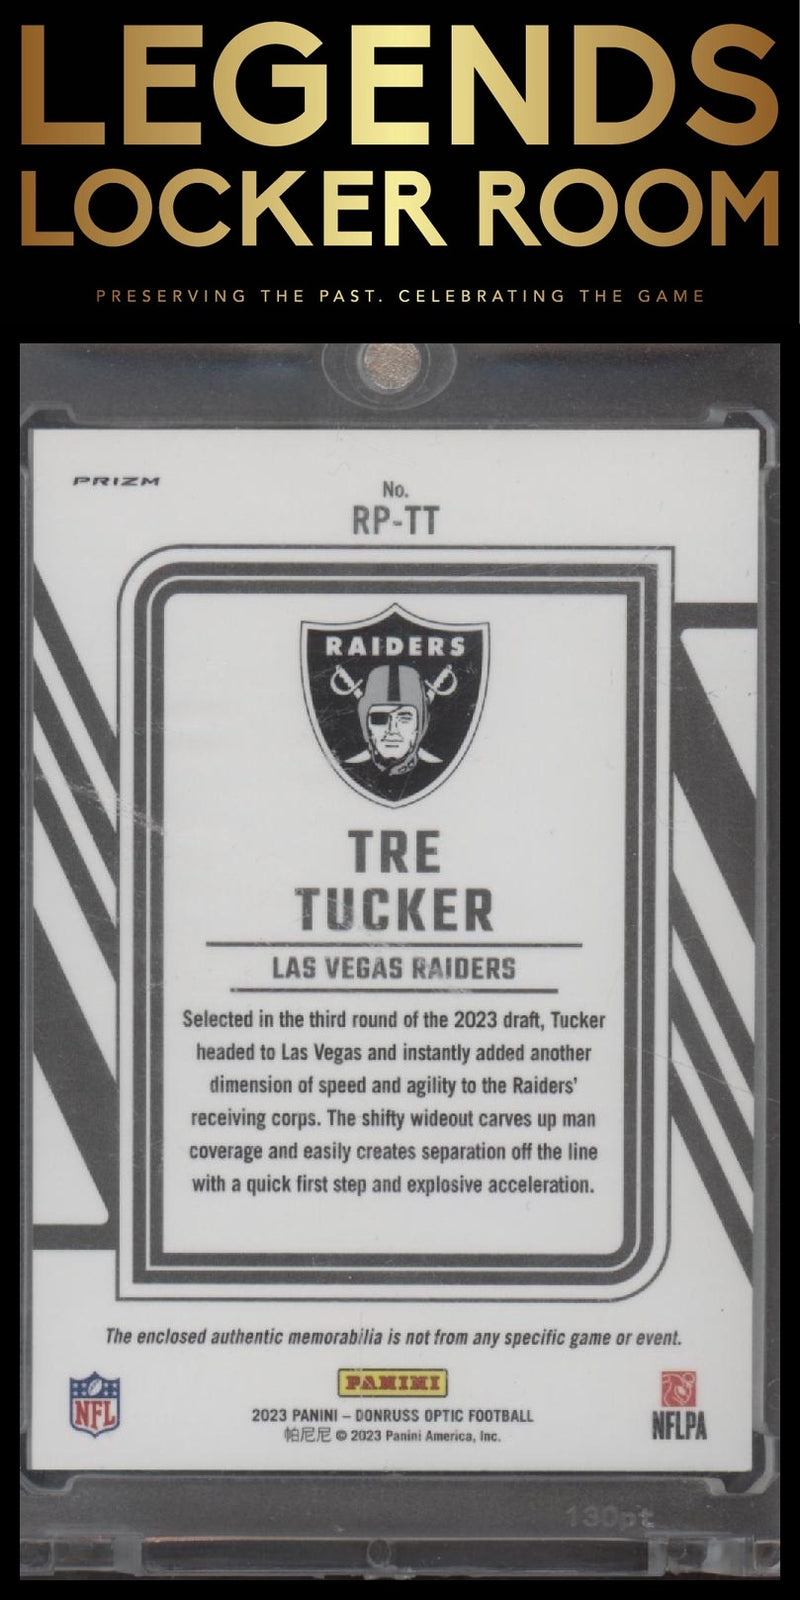 LEGENDS
LOCKER ROOM
PRESERVING THE PAST. CELEBRATING THE GAME
PRIZM
No.
RP-TT
RAIDERS
TRE
TUCKER
LAS VEGAS RAIDERS
Selected in the third round of the 2023 draft, Tucker
headed to Las Vegas and instantly added another
dimension of speed and agility to the Raiders'
receiving corps. The shifty wideout carves up man
coverage and easily creates separation off the line
with a quick first step and explosive acceleration.
The enclosed authentic memorabilia is not from any specific game or event.
NFL
PANINI
2023 PANINI – DONRUSS OPTIC FOOTBALL
帕尼尼 © 2023 Panini America, Inc.
NFLPA
130pt